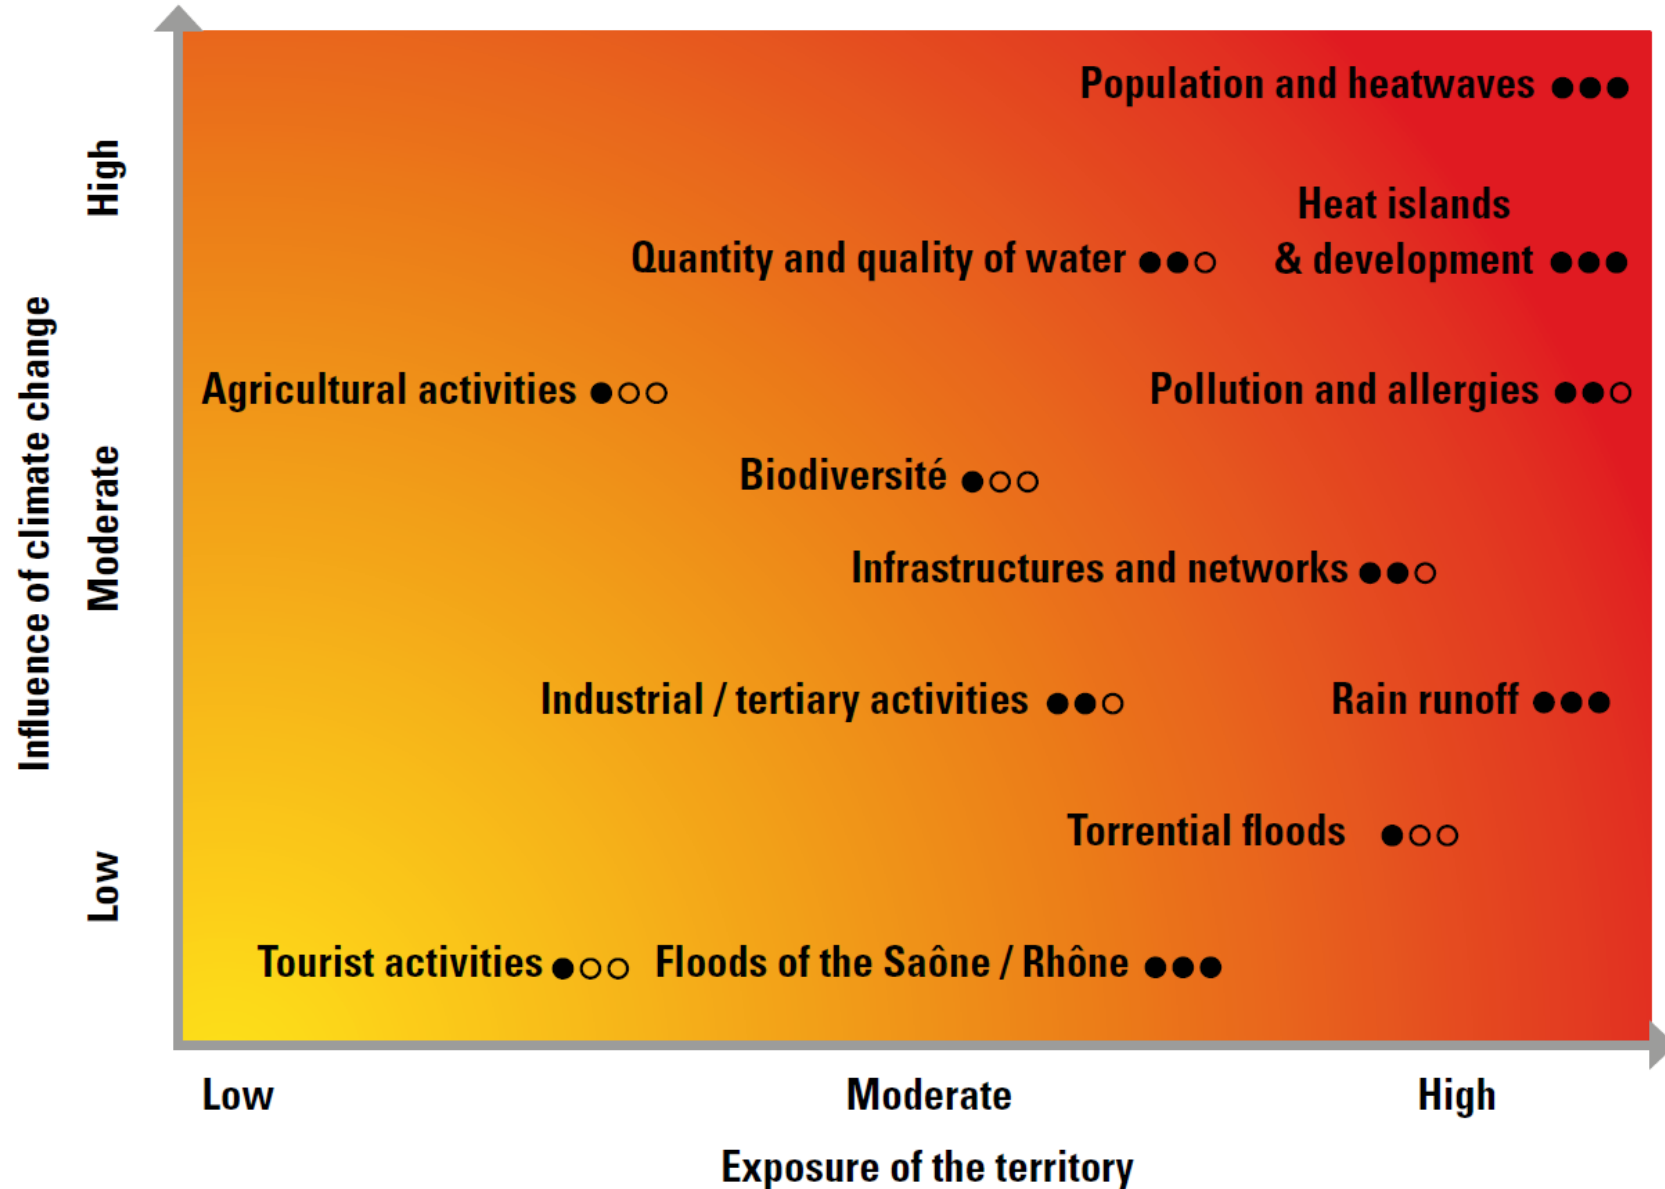 Population and heatwaves ●●●
Heat islands
Quantity and quality of water ●●○
& development ●●●
Agricultural activities ●○○
Pollution and allergies ●●○
Biodiversité ●○○
Infrastructures and networks ●●○
Industrial / tertiary activities ●●○
Rain runoff ●●●
Torrential floods ●○○
Tourist activities ●○○
Floods of the Saône / Rhône ●●●
Influence of climate change
High
Moderate
Low
Low
Moderate
High
Exposure of the territory